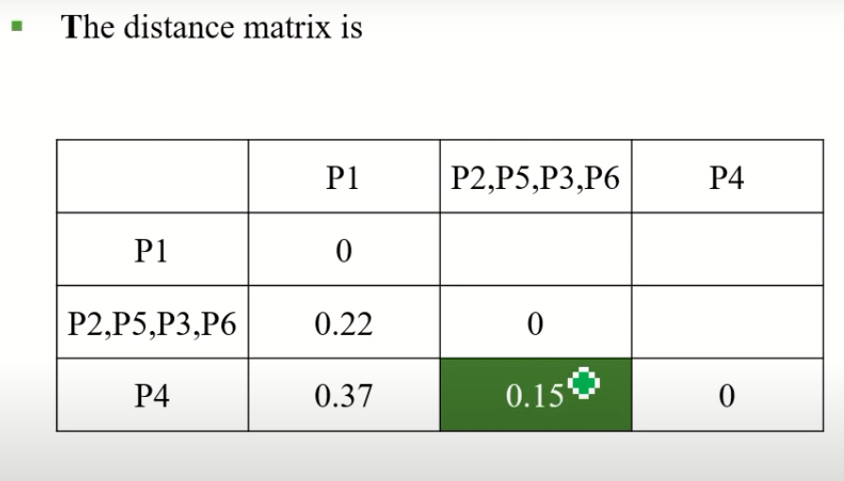 The distance matrix is
P1 P2,P5,P3,P6 P4
P1 0
P2,P5,P3,P6 0.22 0
P4 0.37 0.15 0